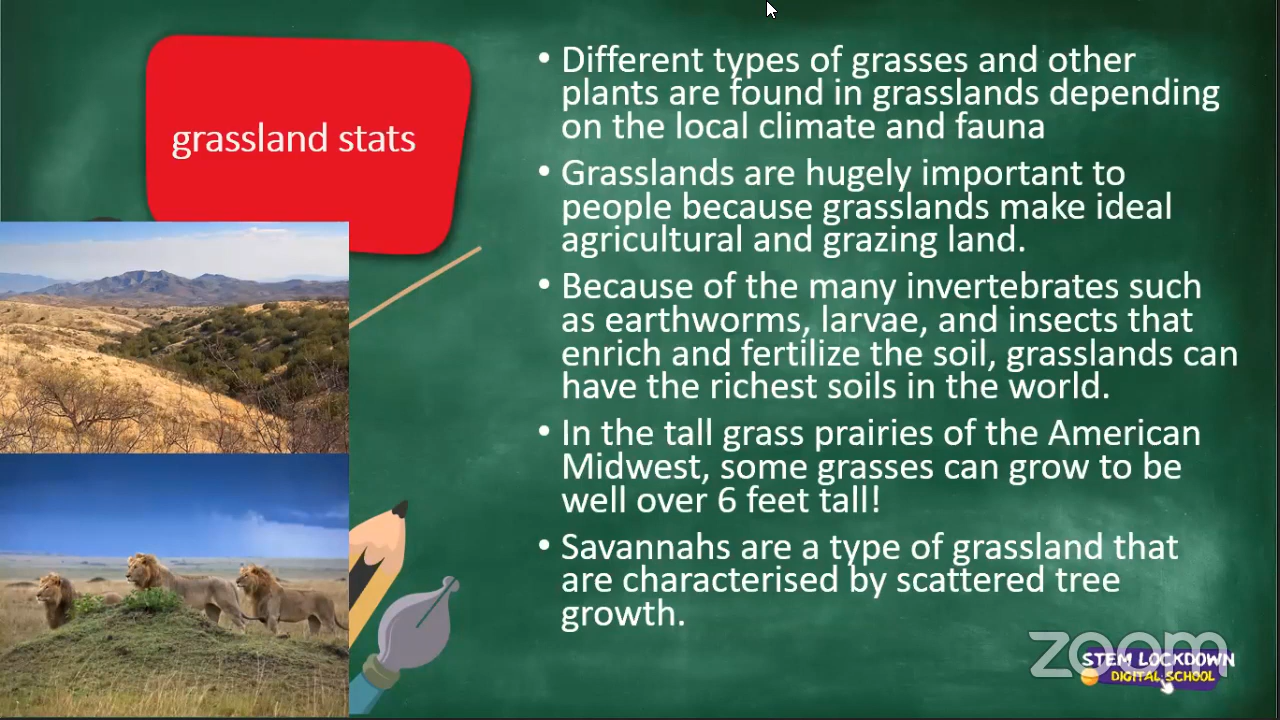 grassland stats
• Different types of grasses and other
plants are found in grasslands depending
on the local climate and fauna
• Grasslands are hugely important to
people because grasslands make ideal
agricultural and grazing land.
• Because of the many invertebrates such
as earthworms, larvae, and insects that
enrich and fertilize the soil, grasslands can
have the richest soils in the world.
• In the tall grass prairies of the American
Midwest, some grasses can grow to be
well over 6 feet tall!
• Savannahs are a type of grassland that
are characterised by scattered tree
growth.
zoom
STEM LOCKDOWN
DIGITAL SCHOOL